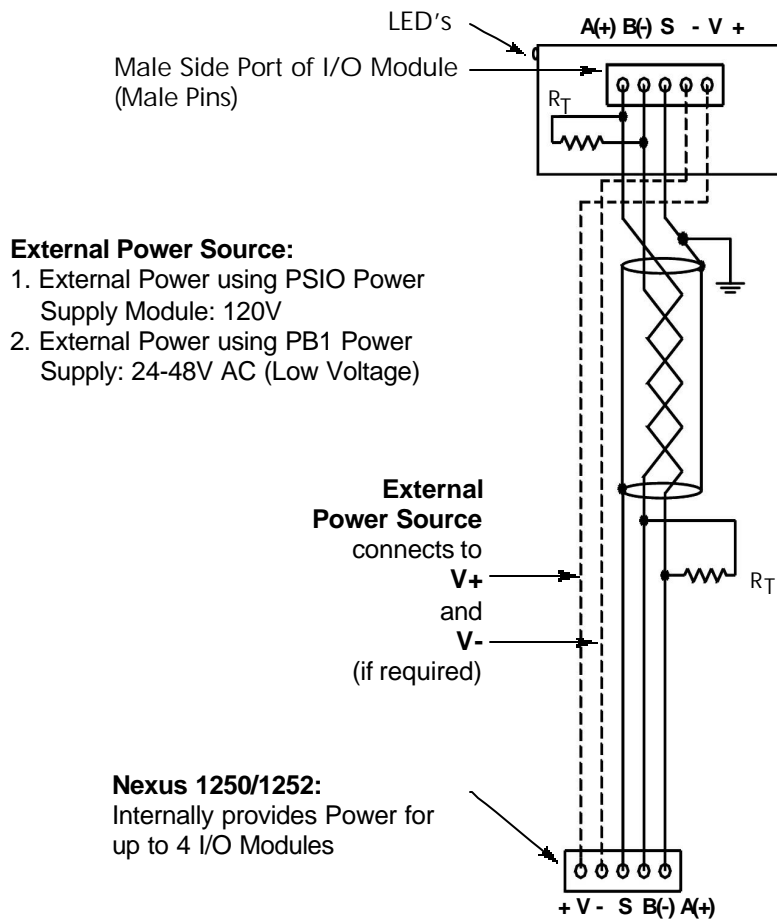 LED's
A(+) B(-) S - V +
Male Side Port of I/O Module
(Male Pins)
RT
External Power Source:
1. External Power using PSIO Power
Supply Module: 120V
2. External Power using PB1 Power
Supply: 24-48V AC (Low Voltage)
External
Power Source
connects to
V+
and
V-
(if required)
RT
Nexus 1250/1252:
Internally provides Power for
up to 4 I/O Modules
+ V - S B(-) A(+)